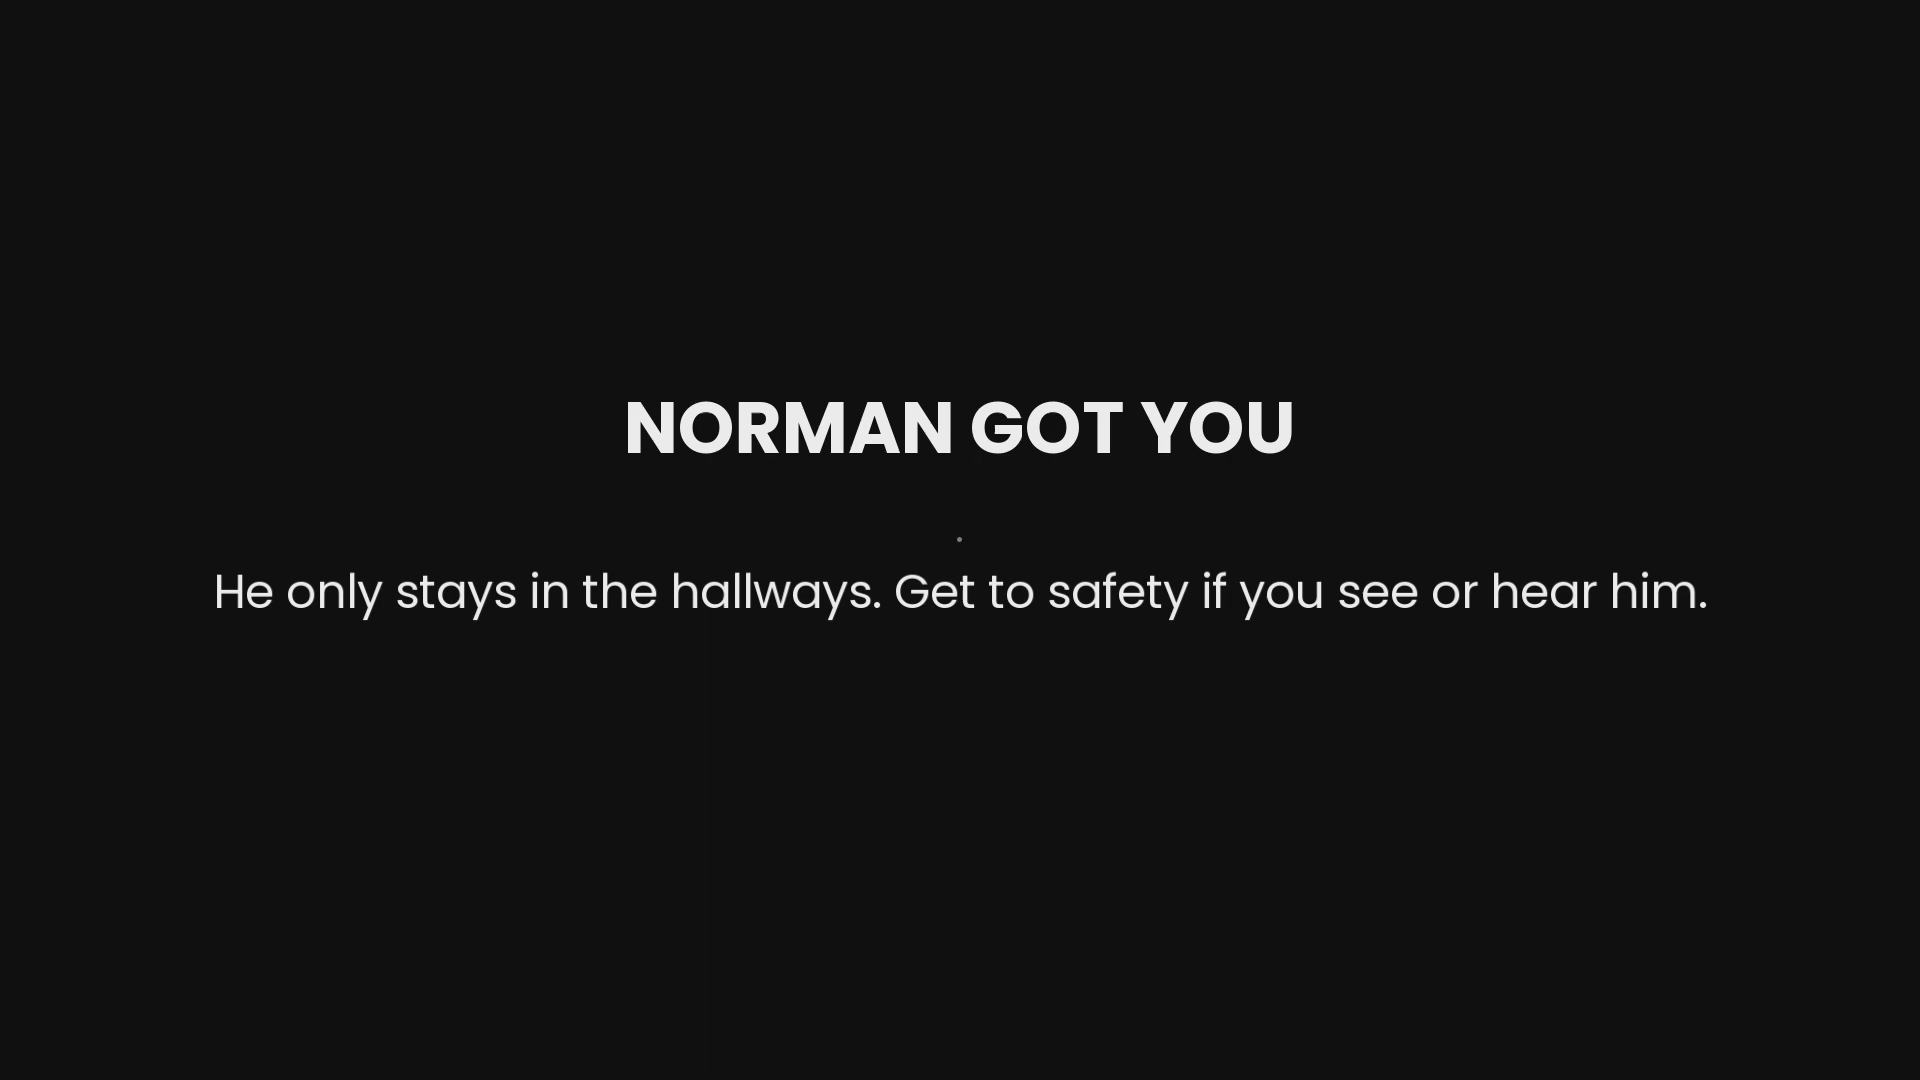 NORMAN GOT YOU
He only stays in the hallways. Get to safety if you see or hear him.